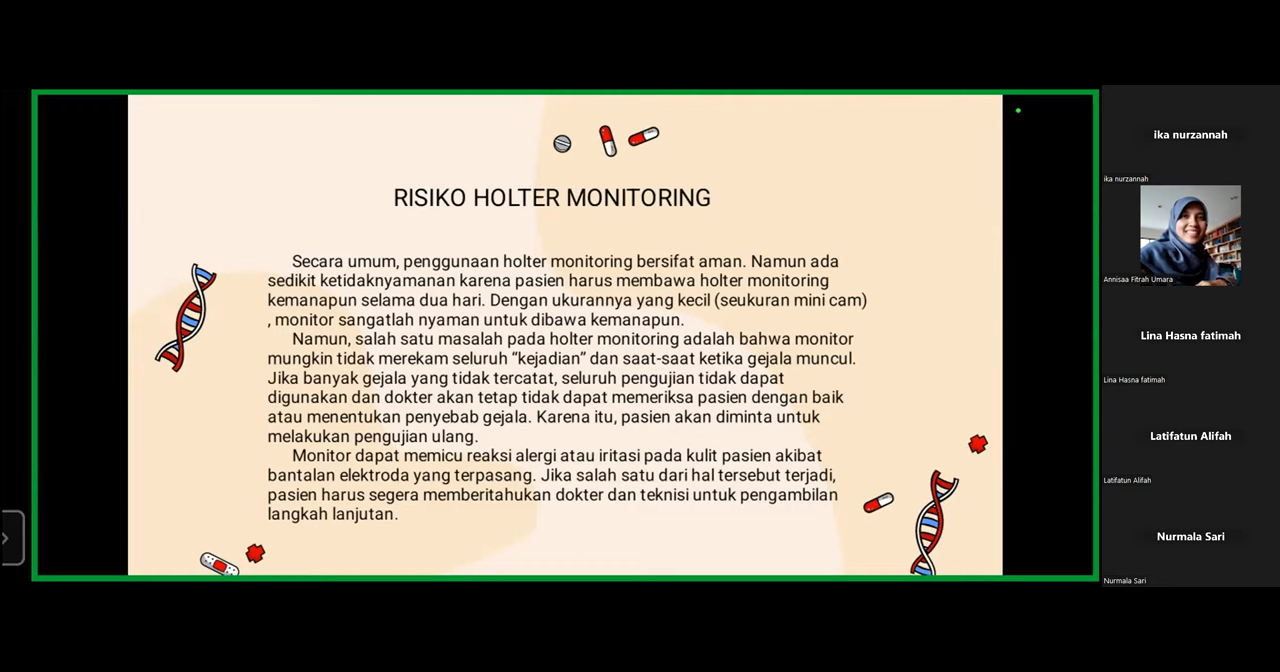 RISIKO HOLTER MONITORING
Secara umum, penggunaan holter monitoring bersifat aman. Namun ada
sedikit ketidaknyamanan karena pasien harus membawa holter monitoring
kemanapun selama dua hari. Dengan ukurannya yang kecil (seukuran mini cam)
, monitor sangatlah nyaman untuk dibawa kemanapun.
Namun, salah satu masalah pada holter monitoring adalah bahwa monitor
mungkin tidak merekam seluruh “kejadian” dan saat-saat ketika gejala muncul.
Jika banyak gejala yang tidak tercatat, seluruh pengujian tidak dapat
digunakan dan dokter akan tetap tidak dapat memeriksa pasien dengan baik
atau menentukan penyebab gejala. Karena itu, pasien akan diminta untuk
melakukan pengujian ulang.
Monitor dapat memicu reaksi alergi atau iritasi pada kulit pasien akibat
bantalan elektroda yang terpasang. Jika salah satu dari hal tersebut terjadi,
pasien harus segera memberitahukan dokter dan teknisi untuk pengambilan
langkah lanjutan.
ika nurzannah
ika nurzannah
Annisaa Fitrah Umara
Lina Hasna fatimah
Lina Hasna fatimah
Latifatun Alifah
Latifatun Alifah
Nurmala Sari
Nurmala Sari